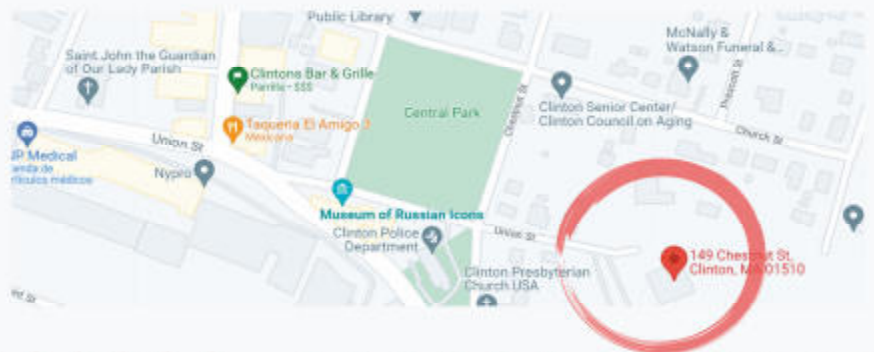 Public Library
McNally &
Watson Funeral &...
Saint John the Guardian
of Our Lady Parish
Clintons Bar & Grille
Parrilla • $$$
Central Park
Chestnut St
Prescott St
Clinton Senior Center/
Clinton Council on Aging
Taqueria El Amigo 3
Mexicana
Church St
Union St
JP Medical
Nypro
artículos médicos
Museum of Russian Icons
Clinton Police
Department
Union St
149 Chestnut St,
Clinton, MA 01510
Clinton Presbyterian
Church USA